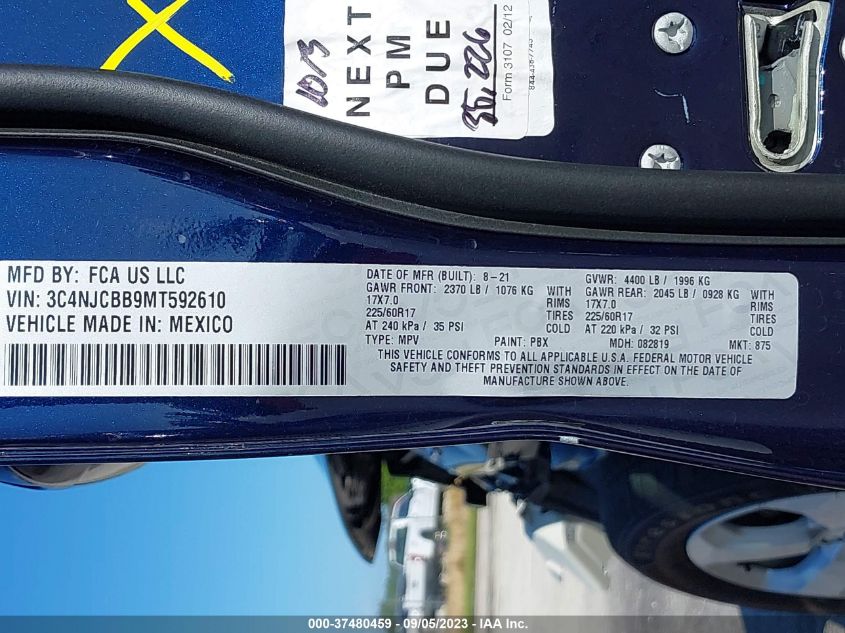 10/3
NEXT
PM
DUE
35,226
Form 3107 02/12
MFD BY: FCA US LLC
VIN: 3C4NJCBB9MT592610
VEHICLE MADE IN: MEXICO
DATE OF MFR (BUILT): 8-21 GVWR: 4400 LB / 1996 KG
GAWR FRONT: 2370 LB / 1076 KG WITH GAWR REAR: 2045 LB / 0928 KG WITH
17X7.0 RIMS 17X7.0 RIMS
225/60R17 TIRES 225/60R17 TIRES
AT 240 kPa / 35 PSI COLD AT 220 kPa / 32 PSI COLD
TYPE: MPV PAINT: PBX MDH: 082819 MKT: 875
THIS VEHICLE CONFORMS TO ALL APPLICABLE U.S.A. FEDERAL MOTOR VEHICLE
SAFETY AND THEFT PREVENTION STANDARDS IN EFFECT ON THE DATE OF
MANUFACTURE SHOWN ABOVE.
000-37480459 - 09/05/2023 - IAA Inc.